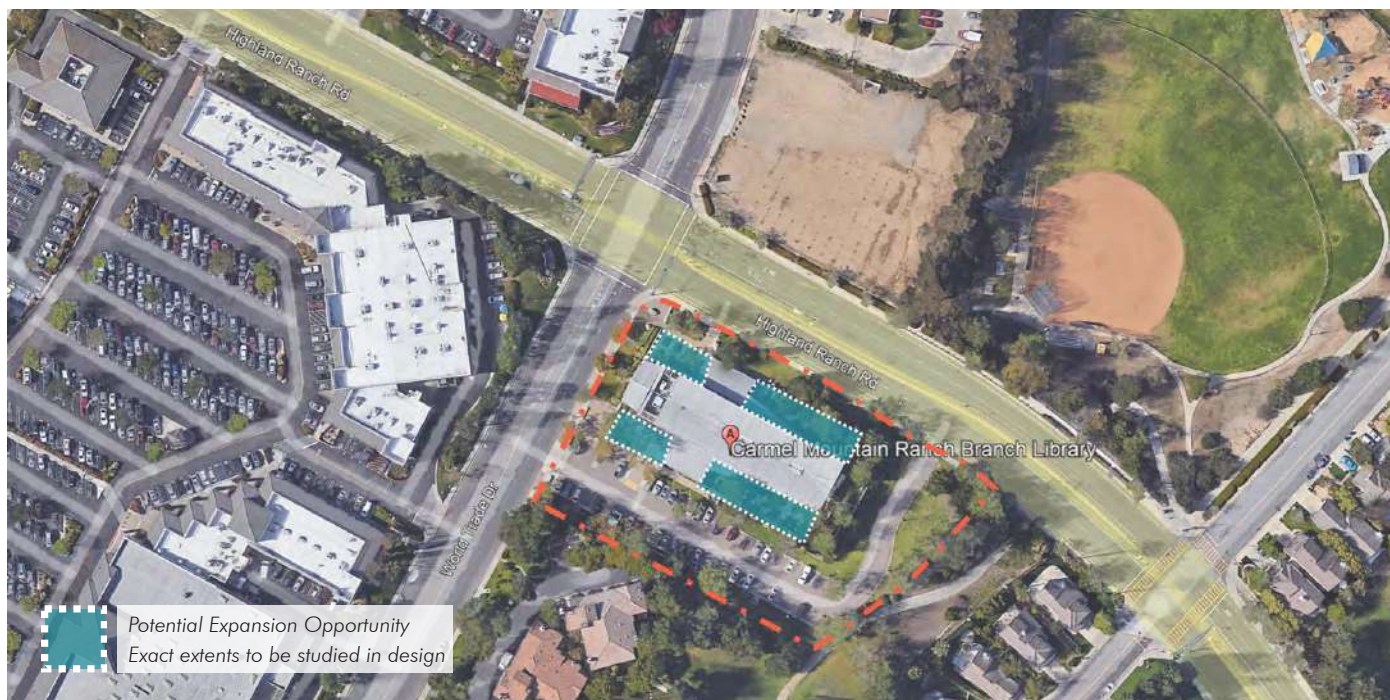 Highland Ranch Rd
Highland Ranch Rd
A
Carmel Mountain Ranch Branch Library
World Trade Dr
Potential Expansion Opportunity
Exact extents to be studied in design